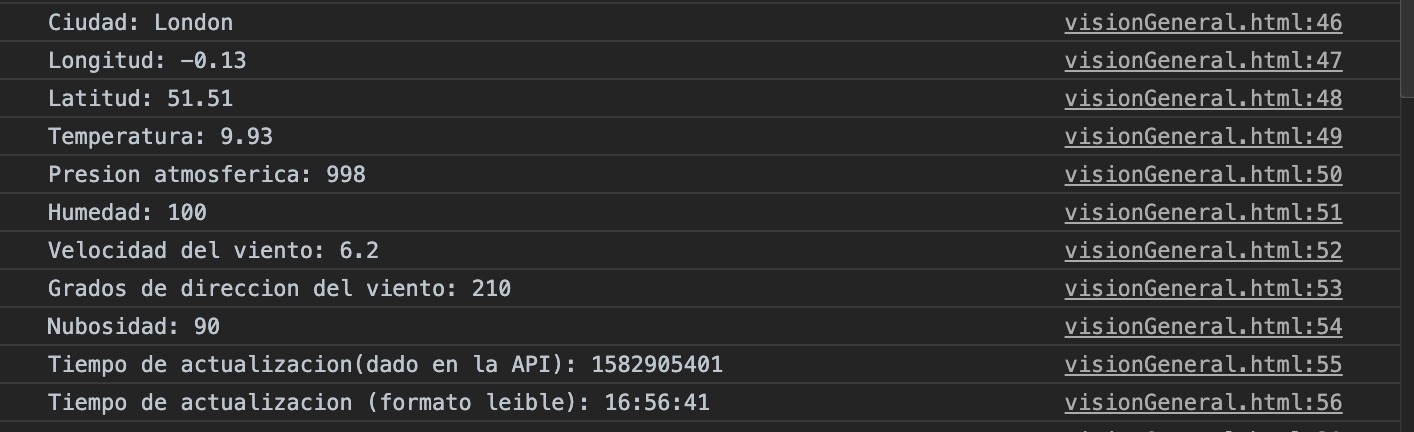 Ciudad: London visionGeneral.html:46
Longitud: -0.13 visionGeneral.html:47
Latitud: 51.51 visionGeneral.html:48
Temperatura: 9.93 visionGeneral.html:49
Presion atmosferica: 998 visionGeneral.html:50
Humedad: 100 visionGeneral.html:51
Velocidad del viento: 6.2 visionGeneral.html:52
Grados de direccion del viento: 210 visionGeneral.html:53
Nubosidad: 90 visionGeneral.html:54
Tiempo de actualizacion(dado en la API): 1582905401 visionGeneral.html:55
Tiempo de actualizacion (formato leible): 16:56:41 visionGeneral.html:56